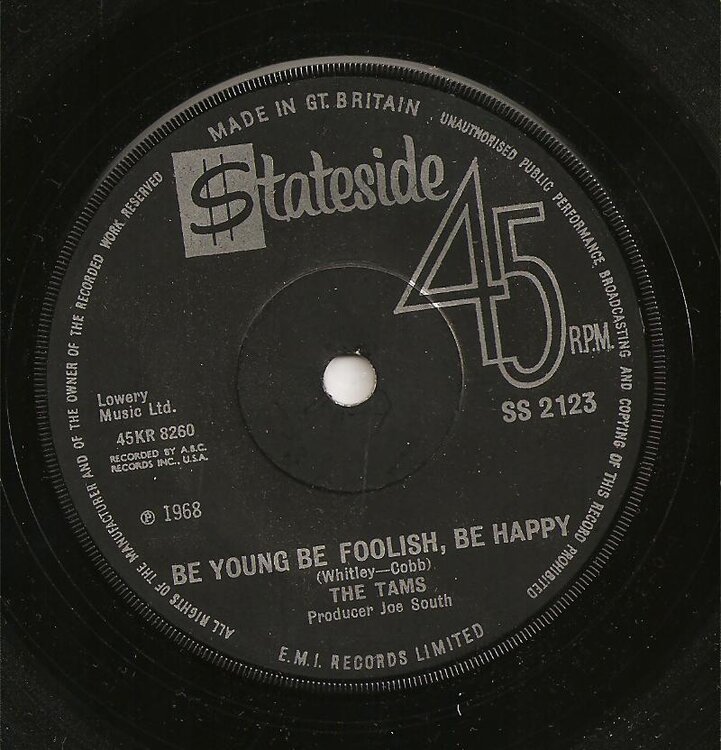 MADE IN GT. BRITAIN
UNAUTHORISED PUBLIC PERFORMANCE, BROADCASTING AND COPYING OF THIS RECORD PROHIBITED
ALL RIGHTS OF THE MANUFACTURER AND OF THE OWNER OF THE RECORDED WORK RESERVED
$tateside
45
R.P.M.
SS 2123
Lowery
Music Ltd.
45KR 8260
RECORDED BY A.B.C.
RECORDS INC., U.S.A.
℗ 1968
BE YOUNG BE FOOLISH, BE HAPPY
(Whitley—Cobb)
THE TAMS
Producer Joe South
E.M.I. RECORDS LIMITED